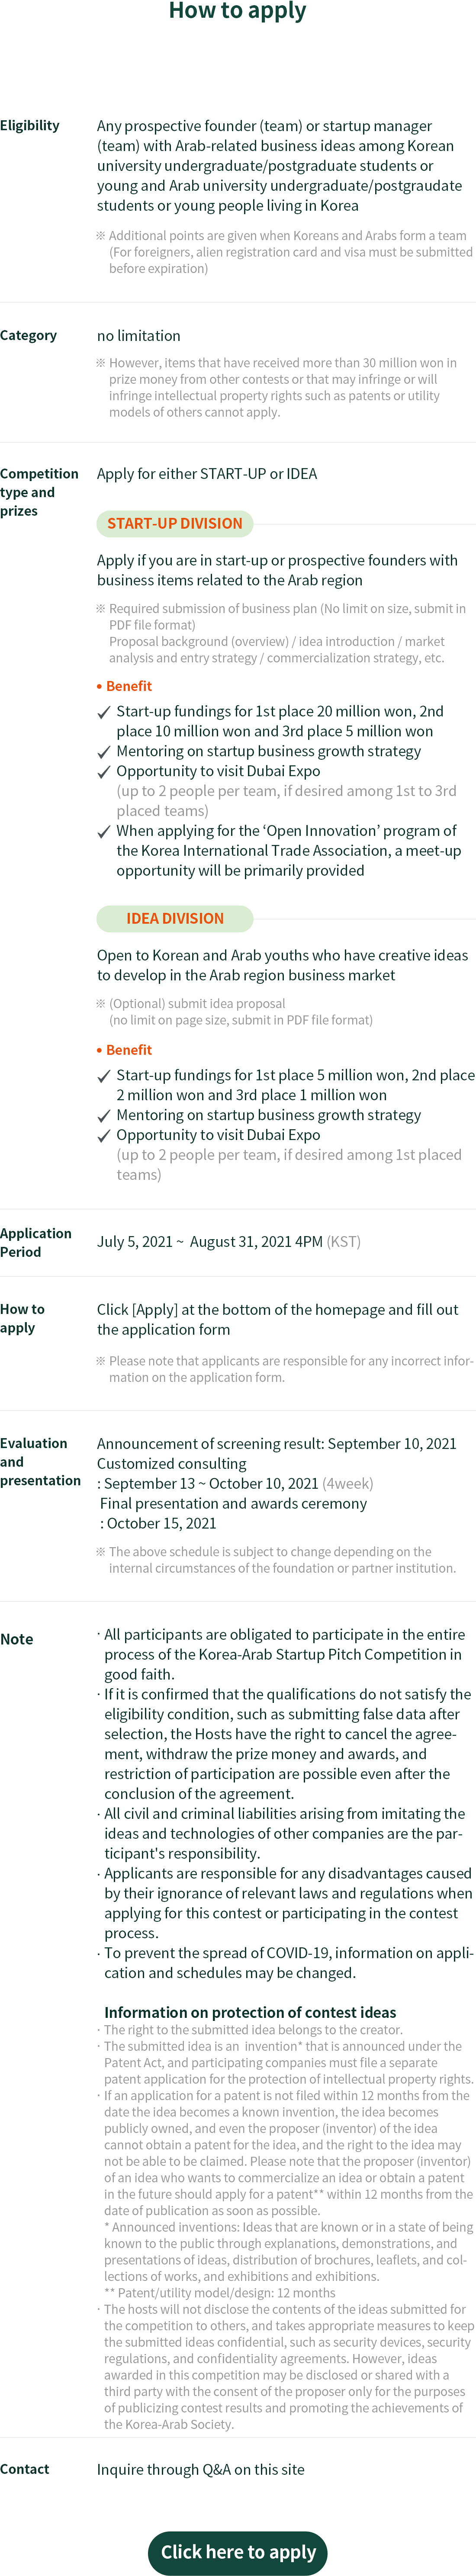 How to apply
Eligibility
Any prospective founder (team) or startup manager
(team) with Arab-related business ideas among Korean
university undergraduate/postgraduate students or
young and Arab university undergraduate/postgraudate
students or young people living in Korea
※ Additional points are given when Koreans and Arabs form a team
(For foreigners, alien registration card and visa must be submitted
before expiration)
Category
no limitation
※ However, items that have received more than 30 million won in
prize money from other contests or that may infringe or will
infringe intellectual property rights such as patents or utility
models of others cannot apply.
Competition
type and
prizes
Apply for either START-UP or IDEA
START-UP DIVISION
Apply if you are in start-up or prospective founders with
business items related to the Arab region
※ Required submission of business plan (No limit on size, submit in
PDF file format)
Proposal background (overview) / idea introduction / market
analysis and entry strategy / commercialization strategy, etc.
• Benefit
✓ Start-up fundings for 1st place 20 million won, 2nd
place 10 million won and 3rd place 5 million won
✓ Mentoring on startup business growth strategy
✓ Opportunity to visit Dubai Expo
(up to 2 people per team, if desired among 1st to 3rd
placed teams)
✓ When applying for the ‘Open Innovation’ program of
the Korea International Trade Association, a meet-up
opportunity will be primarily provided
IDEA DIVISION
Open to Korean and Arab youths who have creative ideas
to develop in the Arab region business market
※ (Optional) submit idea proposal
(no limit on page size, submit in PDF file format)
• Benefit
✓ Start-up fundings for 1st place 5 million won, 2nd place
2 million won and 3rd place 1 million won
✓ Mentoring on startup business growth strategy
✓ Opportunity to visit Dubai Expo
(up to 2 people per team, if desired among 1st placed
teams)
Application
Period
July 5, 2021 ~ August 31, 2021 4PM (KST)
How to
apply
Click [Apply] at the bottom of the homepage and fill out
the application form
※ Please note that applicants are responsible for any incorrect infor-
mation on the application form.
Evaluation
and
presentation
Announcement of screening result: September 10, 2021
Customized consulting
: September 13 ~ October 10, 2021 (4week)
Final presentation and awards ceremony
: October 15, 2021
※ The above schedule is subject to change depending on the
internal circumstances of the foundation or partner institution.
Note
· All participants are obligated to participate in the entire
process of the Korea-Arab Startup Pitch Competition in
good faith.
· If it is confirmed that the qualifications do not satisfy the
eligibility condition, such as submitting false data after
selection, the Hosts have the right to cancel the agree-
ment, withdraw the prize money and awards, and
restriction of participation are possible even after the
conclusion of the agreement.
· All civil and criminal liabilities arising from imitating the
ideas and technologies of other companies are the par-
ticipant's responsibility.
· Applicants are responsible for any disadvantages caused
by their ignorance of relevant laws and regulations when
applying for this contest or participating in the contest
process.
· To prevent the spread of COVID-19, information on appli-
cation and schedules may be changed.
Information on protection of contest ideas
· The right to the submitted idea belongs to the creator.
· The submitted idea is an invention* that is announced under the
Patent Act, and participating companies must file a separate
patent application for the protection of intellectual property rights.
· If an application for a patent is not filed within 12 months from the
date the idea becomes a known invention, the idea becomes
publicly owned, and even the proposer (inventor) of the idea
cannot obtain a patent for the idea, and the right to the idea may
not be able to be claimed. Please note that the proposer (inventor)
of an idea who wants to commercialize an idea or obtain a patent
in the future should apply for a patent** within 12 months from the
date of publication as soon as possible.
* Announced inventions: Ideas that are known or in a state of being
known to the public through explanations, demonstrations, and
presentations of ideas, distribution of brochures, leaflets, and col-
lections of works, and exhibitions and exhibitions.
** Patent/utility model/design: 12 months
· The hosts will not disclose the contents of the ideas submitted for
the competition to others, and takes appropriate measures to keep
the submitted ideas confidential, such as security devices, security
regulations, and confidentiality agreements. However, ideas
awarded in this competition may be disclosed or shared with a
third party with the consent of the proposer only for the purposes
of publicizing contest results and promoting the achievements of
the Korea-Arab Society.
Contact
Inquire through Q&A on this site
Click here to apply